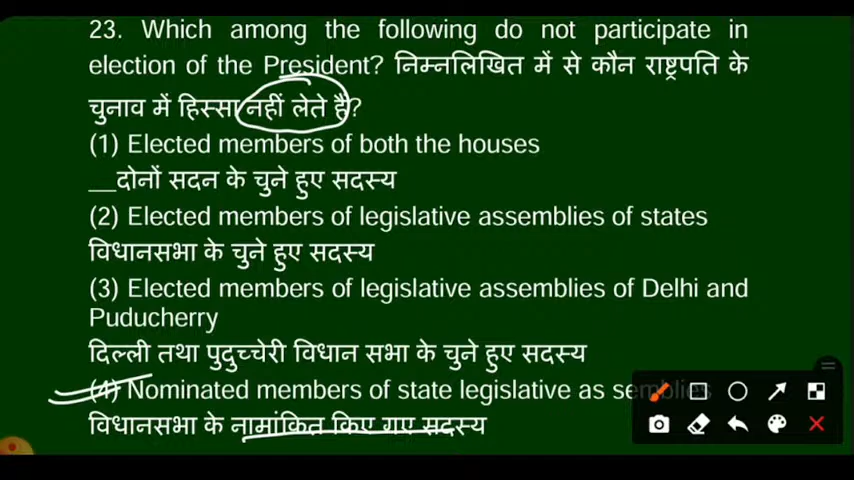 23. Which among the following do not participate in
election of the President? निम्नलिखित में से कौन राष्ट्रपति के
चुनाव में हिस्सा नहीं लेते हैं?
(1) Elected members of both the houses
__दोनों सदन के चुने हुए सदस्य
(2) Elected members of legislative assemblies of states
विधानसभा के चुने हुए सदस्य
(3) Elected members of legislative assemblies of Delhi and
Puducherry
दिल्ली तथा पुदुच्चेरी विधान सभा के चुने हुए सदस्य
(4) Nominated members of state legislative as semblies
विधानसभा के नामांकित किए गए सदस्य